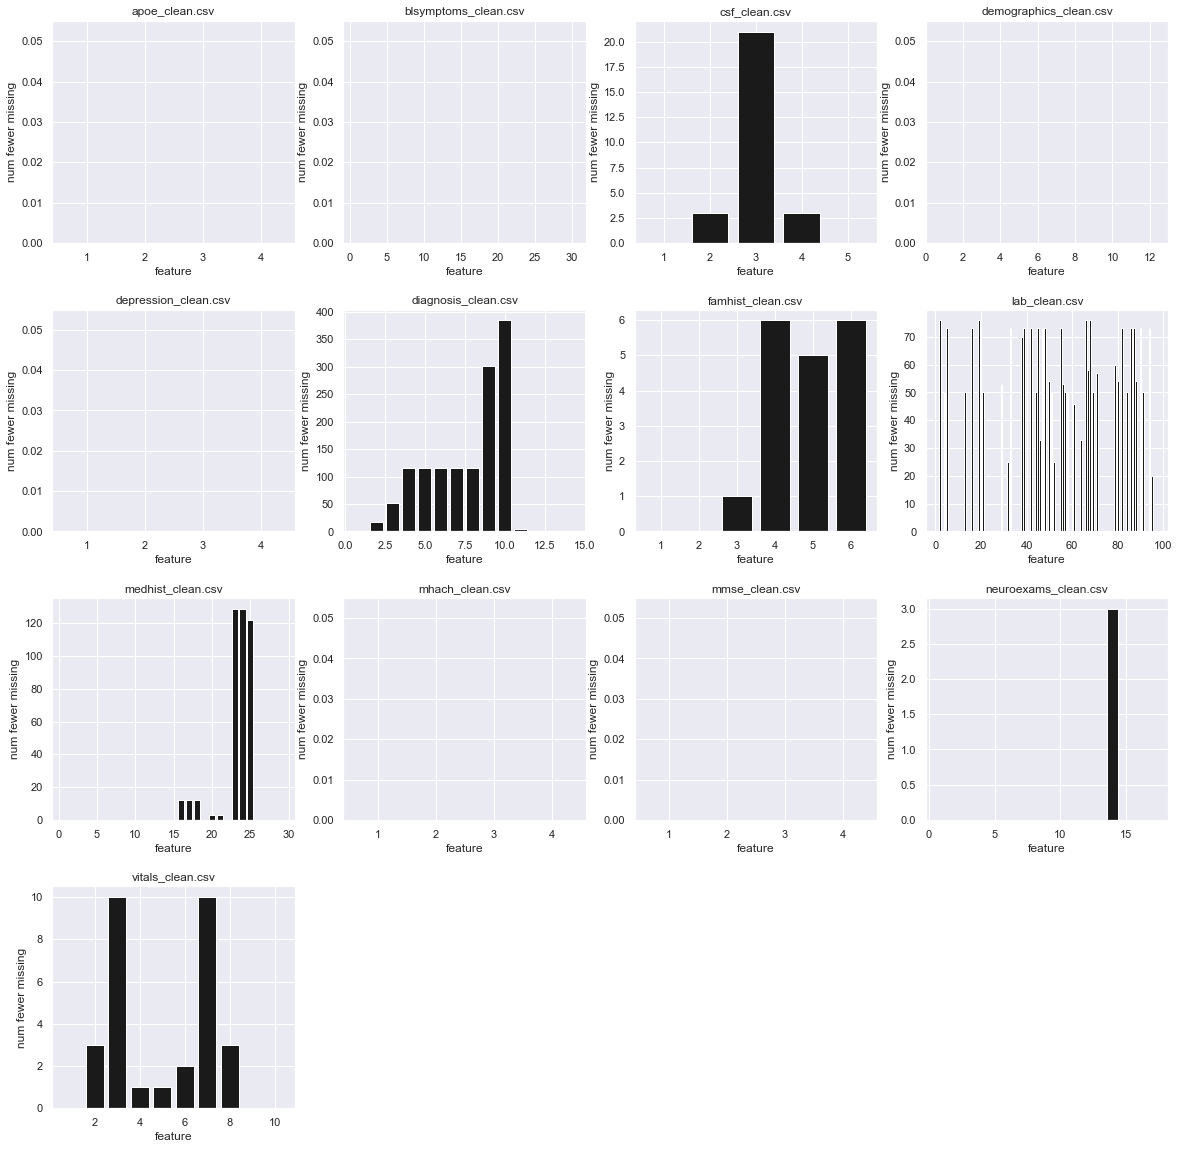 apoe_clean.csv
num fewer missing
0.05
0.04
0.03
0.02
0.01
0.00
1 2 3 4
feature
blsymptoms_clean.csv
num fewer missing
0.05
0.04
0.03
0.02
0.01
0.00
0 5 10 15 20 25 30
feature
csf_clean.csv
num fewer missing
20.0
17.5
15.0
12.5
10.0
7.5
5.0
2.5
0.0
1 2 3 4 5
feature
demographics_clean.csv
num fewer missing
0.05
0.04
0.03
0.02
0.01
0.00
0 2 4 6 8 10 12
feature
depression_clean.csv
num fewer missing
0.05
0.04
0.03
0.02
0.01
0.00
1 2 3 4
feature
diagnosis_clean.csv
num fewer missing
400
350
300
250
200
150
100
50
0
0.0 2.5 5.0 7.5 10.0 12.5 15.0
feature
famhist_clean.csv
num fewer missing
6
5
4
3
2
1
0
1 2 3 4 5 6
feature
lab_clean.csv
num fewer missing
70
60
50
40
30
20
10
0
0 20 40 60 80 100
feature
medhist_clean.csv
num fewer missing
120
100
80
60
40
20
0
0 5 10 15 20 25 30
feature
mhach_clean.csv
num fewer missing
0.05
0.04
0.03
0.02
0.01
0.00
1 2 3 4
feature
mmse_clean.csv
num fewer missing
0.05
0.04
0.03
0.02
0.01
0.00
1 2 3 4
feature
neuroexams_clean.csv
num fewer missing
3.0
2.5
2.0
1.5
1.0
0.5
0.0
0 5 10 15
feature
vitals_clean.csv
num fewer missing
10
8
6
4
2
0
2 4 6 8 10
feature